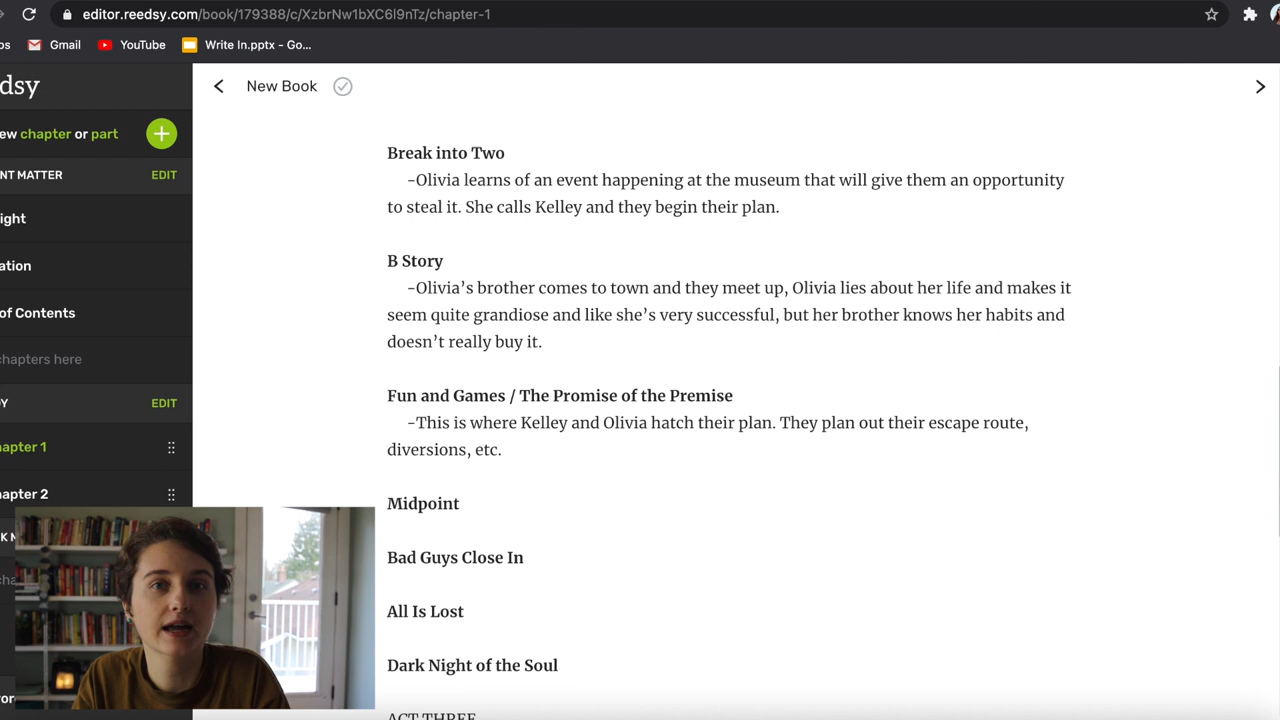 editor.reedsy.com/book/179388/c/XzbrNw1bXC6l9nTz/chapter-1
ps Gmail YouTube Write In.pptx - Go...
dsy
New Book
ew chapter or part
NT MATTER EDIT
ight
ation
of Contents
chapters here
Y EDIT
apter 1
apter 2
Break into Two
-Olivia learns of an event happening at the museum that will give them an opportunity
to steal it. She calls Kelley and they begin their plan.
B Story
-Olivia’s brother comes to town and they meet up, Olivia lies about her life and makes it
seem quite grandiose and like she’s very successful, but her brother knows her habits and
doesn’t really buy it.
Fun and Games / The Promise of the Premise
-This is where Kelley and Olivia hatch their plan. They plan out their escape route,
diversions, etc.
Midpoint
Bad Guys Close In
All Is Lost
Dark Night of the Soul
ACT THREE